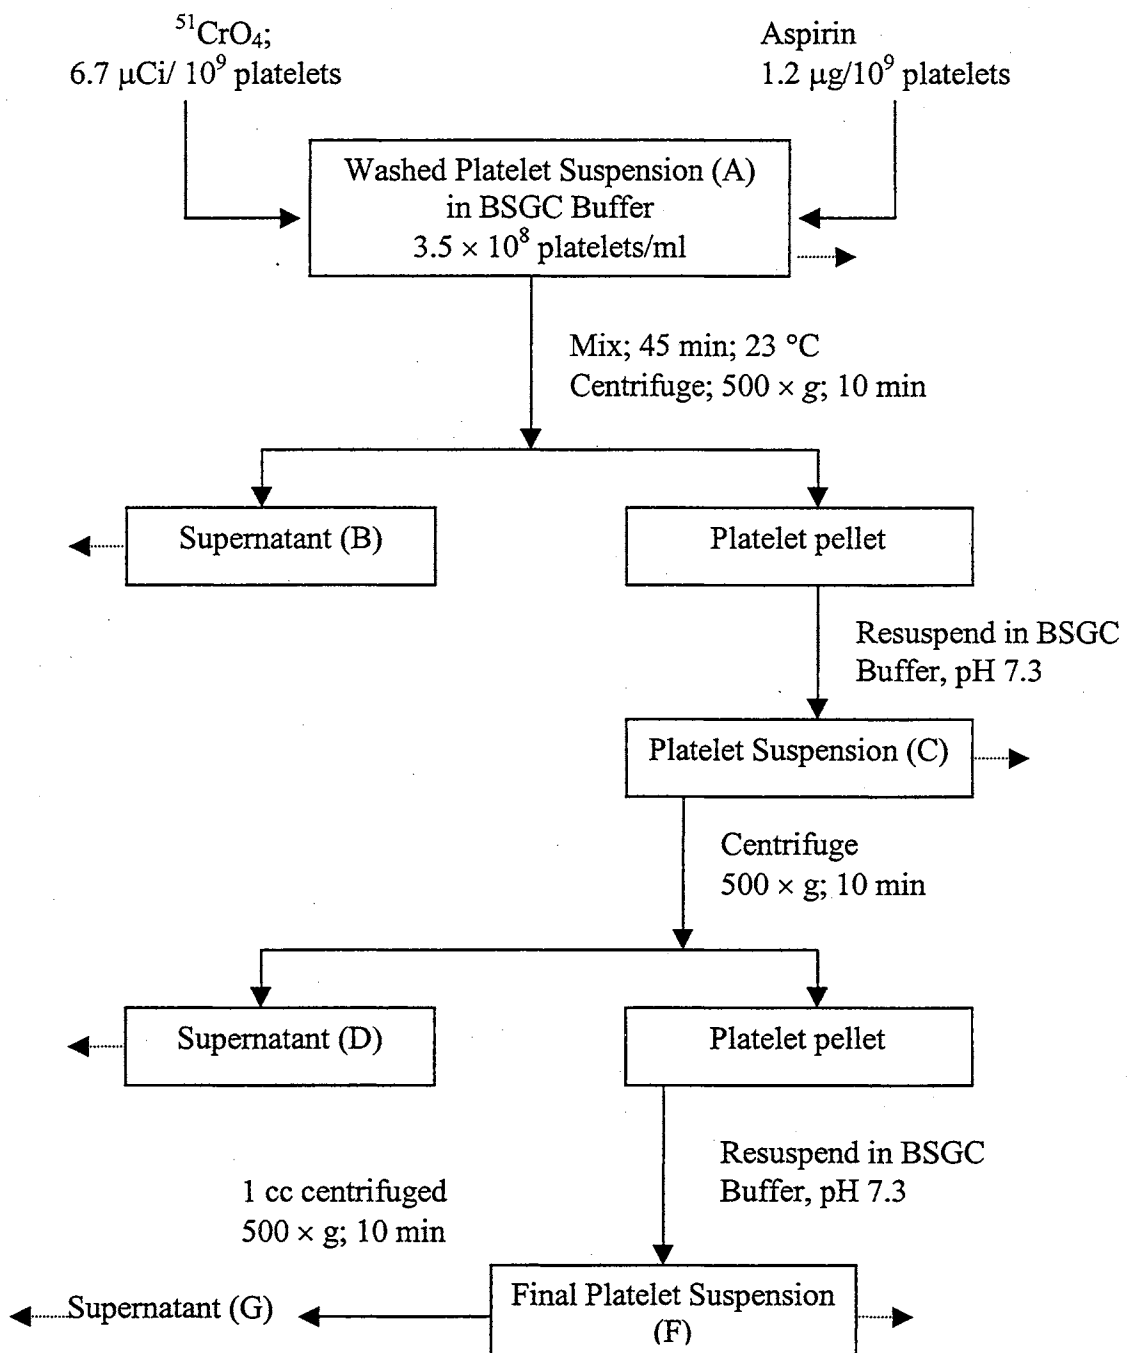 ⁵¹CrO₄;
6.7 μCi/ 10⁹ platelets
Aspirin
1.2 μg/10⁹ platelets
Washed Platelet Suspension (A)
in BSGC Buffer
3.5 × 10⁸ platelets/ml
Mix; 45 min; 23 °C
Centrifuge; 500 × g; 10 min
Supernatant (B)
Platelet pellet
Resuspend in BSGC
Buffer, pH 7.3
Platelet Suspension (C)
Centrifuge
500 × g; 10 min
Supernatant (D)
Platelet pellet
Resuspend in BSGC
Buffer, pH 7.3
1 cc centrifuged
500 × g; 10 min
Supernatant (G)
Final Platelet Suspension
(F)